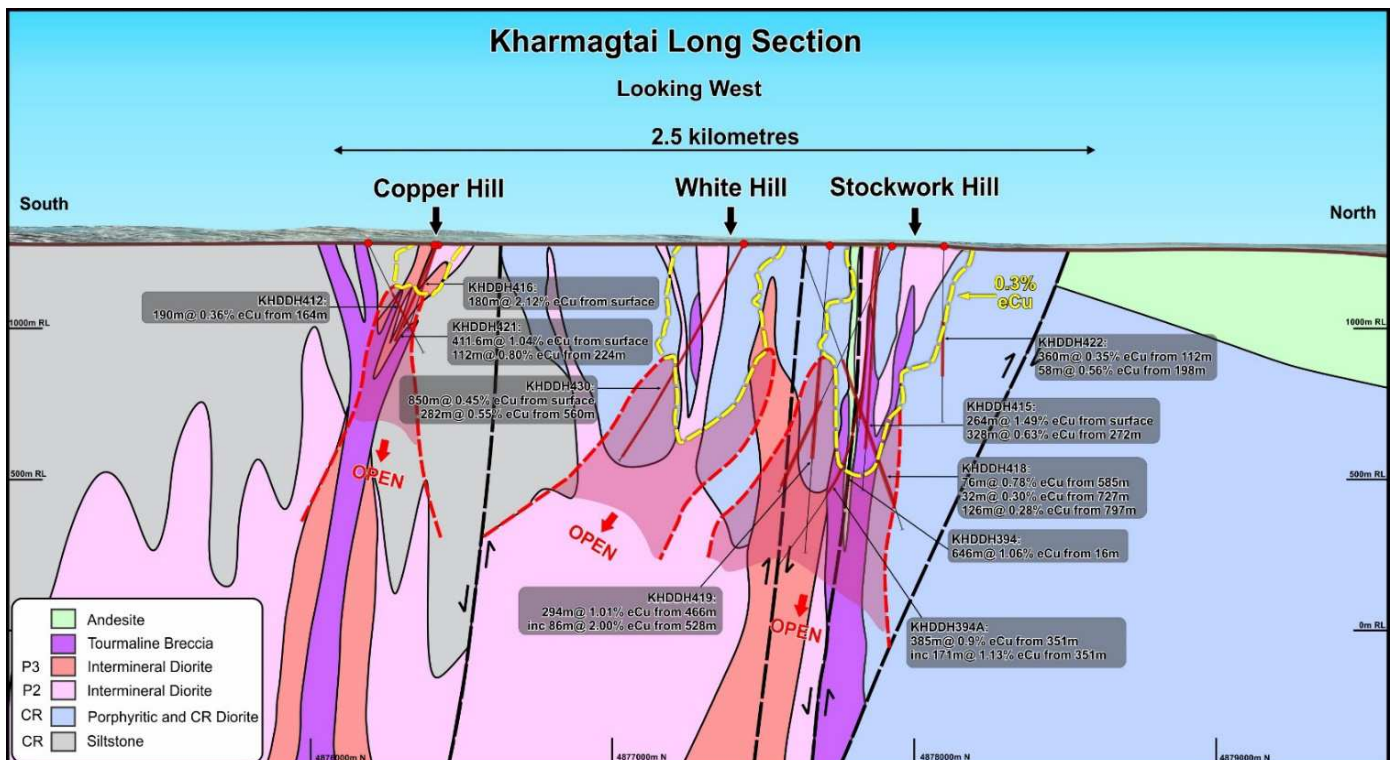 Kharmagtai Long Section
Looking West
2.5 kilometres
Copper Hill
White Hill
Stockwork Hill
South
North
KHDDH416:
180m@ 2.12% eCu from surface
KHDDH412:
190m@ 0.36% eCu from 164m
0.3%
eCu
1000m RL
1000m RL
KHDDH421:
411.6m@ 1.04% eCu from surface
112m@ 0.80% eCu from 224m
KHDDH422:
360m@ 0.35% eCu from 112m
58m@ 0.56% eCu from 198m
KHDDH430:
850m@ 0.45% eCu from surface
282m@ 0.55% eCu from 560m
KHDDH415:
264m@ 1.49% eCu from surface
328m@ 0.63% eCu from 272m
OPEN
500m RL
500m RL
KHDDH418:
76m@ 0.78% eCu from 585m
32m@ 0.30% eCu from 727m
126m@ 0.28% eCu from 797m
OPEN
KHDDH394:
646m@ 1.06% eCu from 16m
KHDDH419:
294m@ 1.01% eCu from 466m
inc 86m@ 2.00% eCu from 528m
OPEN
KHDDH394A:
385m@ 0.9% eCu from 351m
inc 171m@ 1.13% eCu from 351m
0m RL
Andesite
Tourmaline Breccia
P3 Intermineral Diorite
P2 Intermineral Diorite
CR Porphyritic and CR Diorite
CR Siltstone
4876000m N
4877000m N
4878000m N
4879000m N